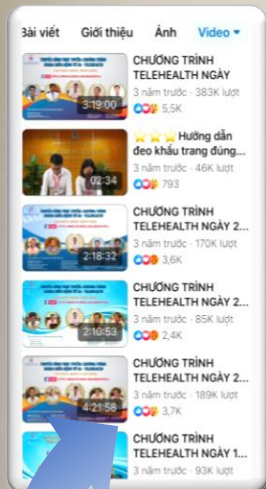 Bài viết Giới thiệu Ảnh Video
CHƯƠNG TRÌNH
TELEHEALTH NGÀY
3 năm trước · 383K lượt
5,5K
3:19:00
Hướng dẫn
đeo khẩu trang đúng...
3 năm trước · 46K lượt
793
02:34
CHƯƠNG TRÌNH
TELEHEALTH NGÀY 2...
3 năm trước · 170K lượt
3,6K
2:18:32
CHƯƠNG TRÌNH
TELEHEALTH NGÀY 2...
3 năm trước · 85K lượt
2,4K
2:10:53
CHƯƠNG TRÌNH
TELEHEALTH NGÀY 2...
3 năm trước · 189K lượt
3,7K
4:21:58
CHƯƠNG TRÌNH
TELEHEALTH NGÀY 1...
3 năm trước · 93K lượt